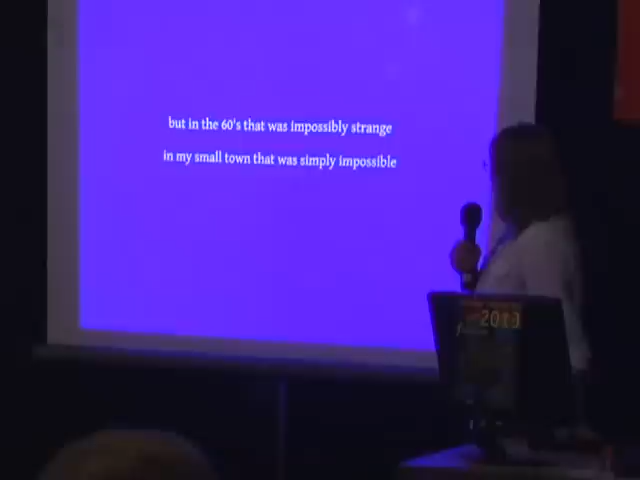 but in the 60's that was impossibly strange
in my small town that was simply impossible
2013